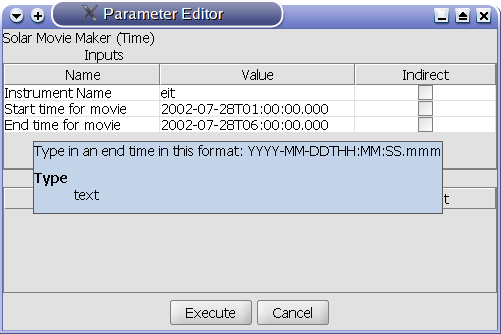 Parameter Editor
Solar Movie Maker (Time)
Inputs
Name Value Indirect
Instrument Name eit
Start time for movie 2002-07-28T01:00:00.000
End time for movie 2002-07-28T06:00:00.000
Type in an end time in this format: YYYY-MM-DDTHH:MM:SS.mmm
Type
text
Execute Cancel